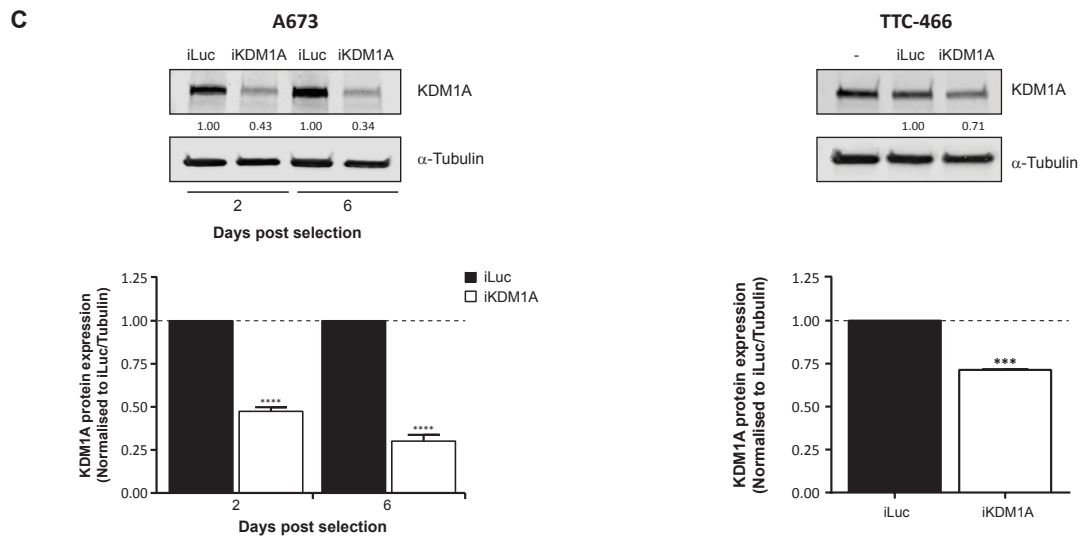 C
A673
iLuc iKDM1A iLuc iKDM1A
KDM1A
1.00 0.43 1.00 0.34
α-Tubulin
2 6
Days post selection
TTC-466
- iLuc iKDM1A
KDM1A
1.00 0.71
α-Tubulin
KDM1A protein expression
(Normalised to iLuc/Tubulin)
1.25
1.00
0.75
0.50
0.25
0.00
iLuc
iKDM1A
****
****
2 6
Days post selection
KDM1A protein expression
(Normalised to iLuc/Tubulin)
1.25
1.00
0.75
0.50
0.25
0.00
***
iLuc iKDM1A